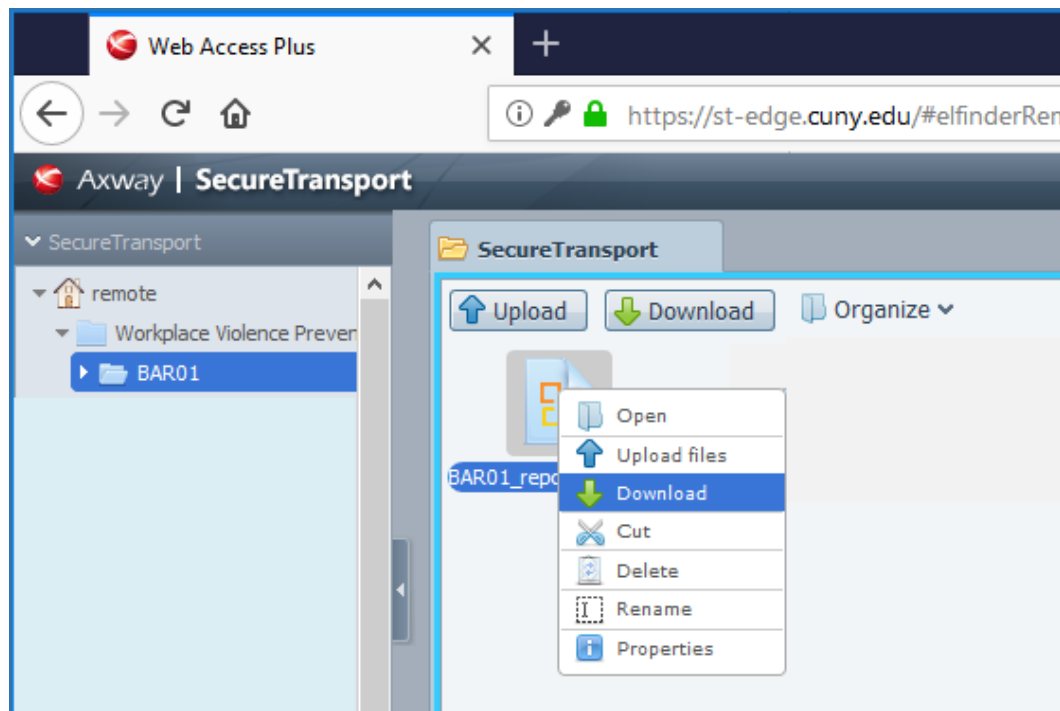 Web Access Plus
https://st-edge.cuny.edu/#elfinderRen
Axway | SecureTransport
SecureTransport
remote
Workplace Violence Preven
BAR01
SecureTransport
Upload Download Organize
BAR01_repo
Open
Upload files
Download
Cut
Delete
Rename
Properties